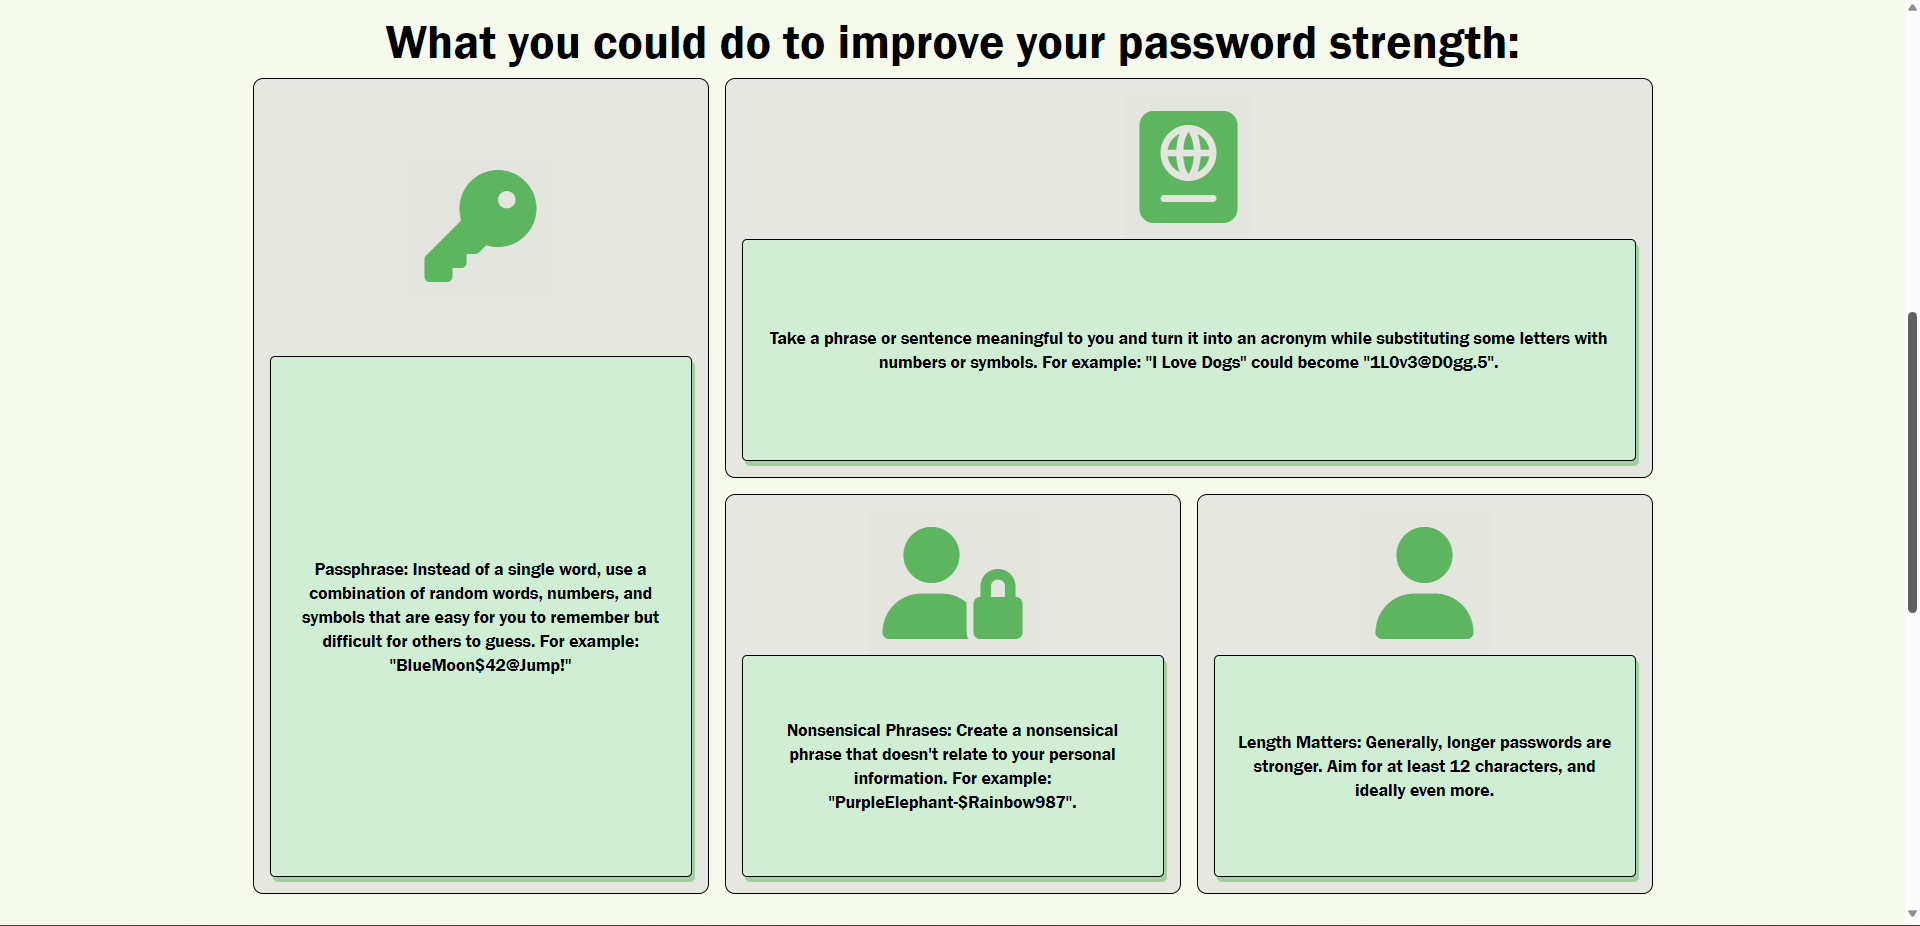 What you could do to improve your password strength:
Passphrase: Instead of a single word, use a
combination of random words, numbers, and
symbols that are easy for you to remember but
difficult for others to guess. For example:
"BlueMoon$42@Jump!"
Take a phrase or sentence meaningful to you and turn it into an acronym while substituting some letters with
numbers or symbols. For example: "I Love Dogs" could become "1L0v3@D0gg.5".
Nonsensical Phrases: Create a nonsensical
phrase that doesn't relate to your personal
information. For example:
"PurpleElephant-$Rainbow987".
Length Matters: Generally, longer passwords are
stronger. Aim for at least 12 characters, and
ideally even more.